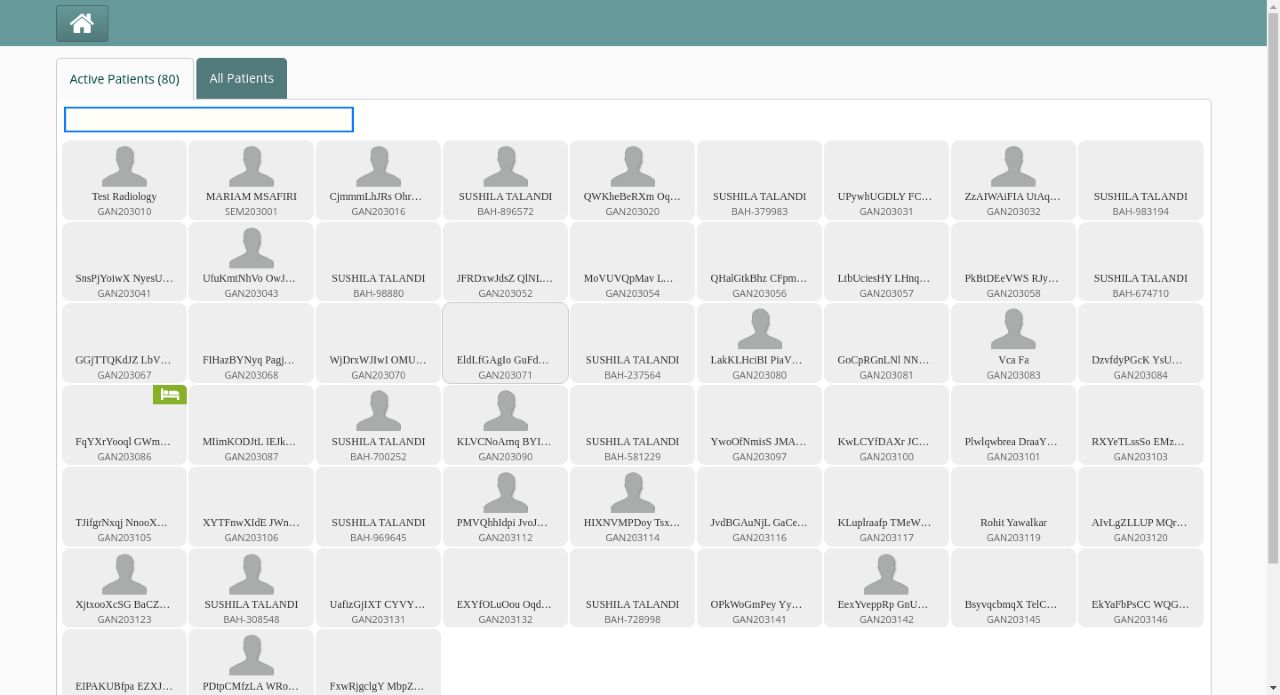 Active Patients (80)
All Patients
Test Radiology
GAN203010
MARIAM MSAFIRI
SEM203001
CjmmmLhJRs Ohr…
GAN203016
SUSHILA TALANDI
BAH-896572
QWKheBeRXm Oq…
GAN203020
SUSHILA TALANDI
BAH-379983
UPywhUGDLY FC…
GAN203031
ZzAIWAiFIA UtAq…
GAN203032
SUSHILA TALANDI
BAH-983194
SnsPjYoiwX NyesU…
GAN203041
UfuKmtNhVo OwJ…
GAN203043
SUSHILA TALANDI
BAH-98880
JFRDxwJdsZ QlNL…
GAN203052
MoVUVQpMav L…
GAN203054
QHalGtkBhz CFpm…
GAN203056
LtbUciesHY LHnq…
GAN203057
PkBtDEeVWS RJy…
GAN203058
SUSHILA TALANDI
BAH-674710
GGjTTQKdJZ LbV…
GAN203067
FIHazBYNyq Pagj…
GAN203068
WjDrxWJIwI OMU…
GAN203070
EldLfGAgIo GuFd…
GAN203071
SUSHILA TALANDI
BAH-237564
LakKLHciBI PiaV…
GAN203080
GoCpRGnLNl NN…
GAN203081
Vca Fa
GAN203083
DzvfdyPGcK YsU…
GAN203084
FqYXrYooql GWm…
GAN203086
MIimKODJtL IEJk…
GAN203087
SUSHILA TALANDI
BAH-700252
KLVCNoArnq BYI…
GAN203090
SUSHILA TALANDI
BAH-581229
YwoOfNmisS JMA…
GAN203097
KwLCYfDAXr JC…
GAN203100
Plwlqwbrea DraaY…
GAN203101
RXYeTLssSo EMz…
GAN203103
TJifgrNxqj NnooX…
GAN203105
XYTFnwXIdE JWn…
GAN203106
SUSHILA TALANDI
BAH-969645
PMVQhhIdpi JvoJ…
GAN203112
HIXNVMPDoy Tsx…
GAN203114
JvdBGAuNjL GaCe…
GAN203116
KLuplraafp TMeW…
GAN203117
Rohit Yawalkar
GAN203119
AIvLgZLLUP MQr…
GAN203120
XjtxooXcSG BaCZ…
GAN203123
SUSHILA TALANDI
BAH-308548
UafizGjIXT CYVY…
GAN203131
EXYfOLuOou Oqd…
GAN203132
SUSHILA TALANDI
BAH-728998
OPkWoGmPey Yy…
GAN203141
EexYveppRp GnU…
GAN203142
BsyvqcbmqX TelC…
GAN203145
EkYaFbPsCC WQG…
GAN203146
EIPAKUBfpa EZXJ…
PDtpCMfzLA WRo…
FxwRjgclgY MbpZ…